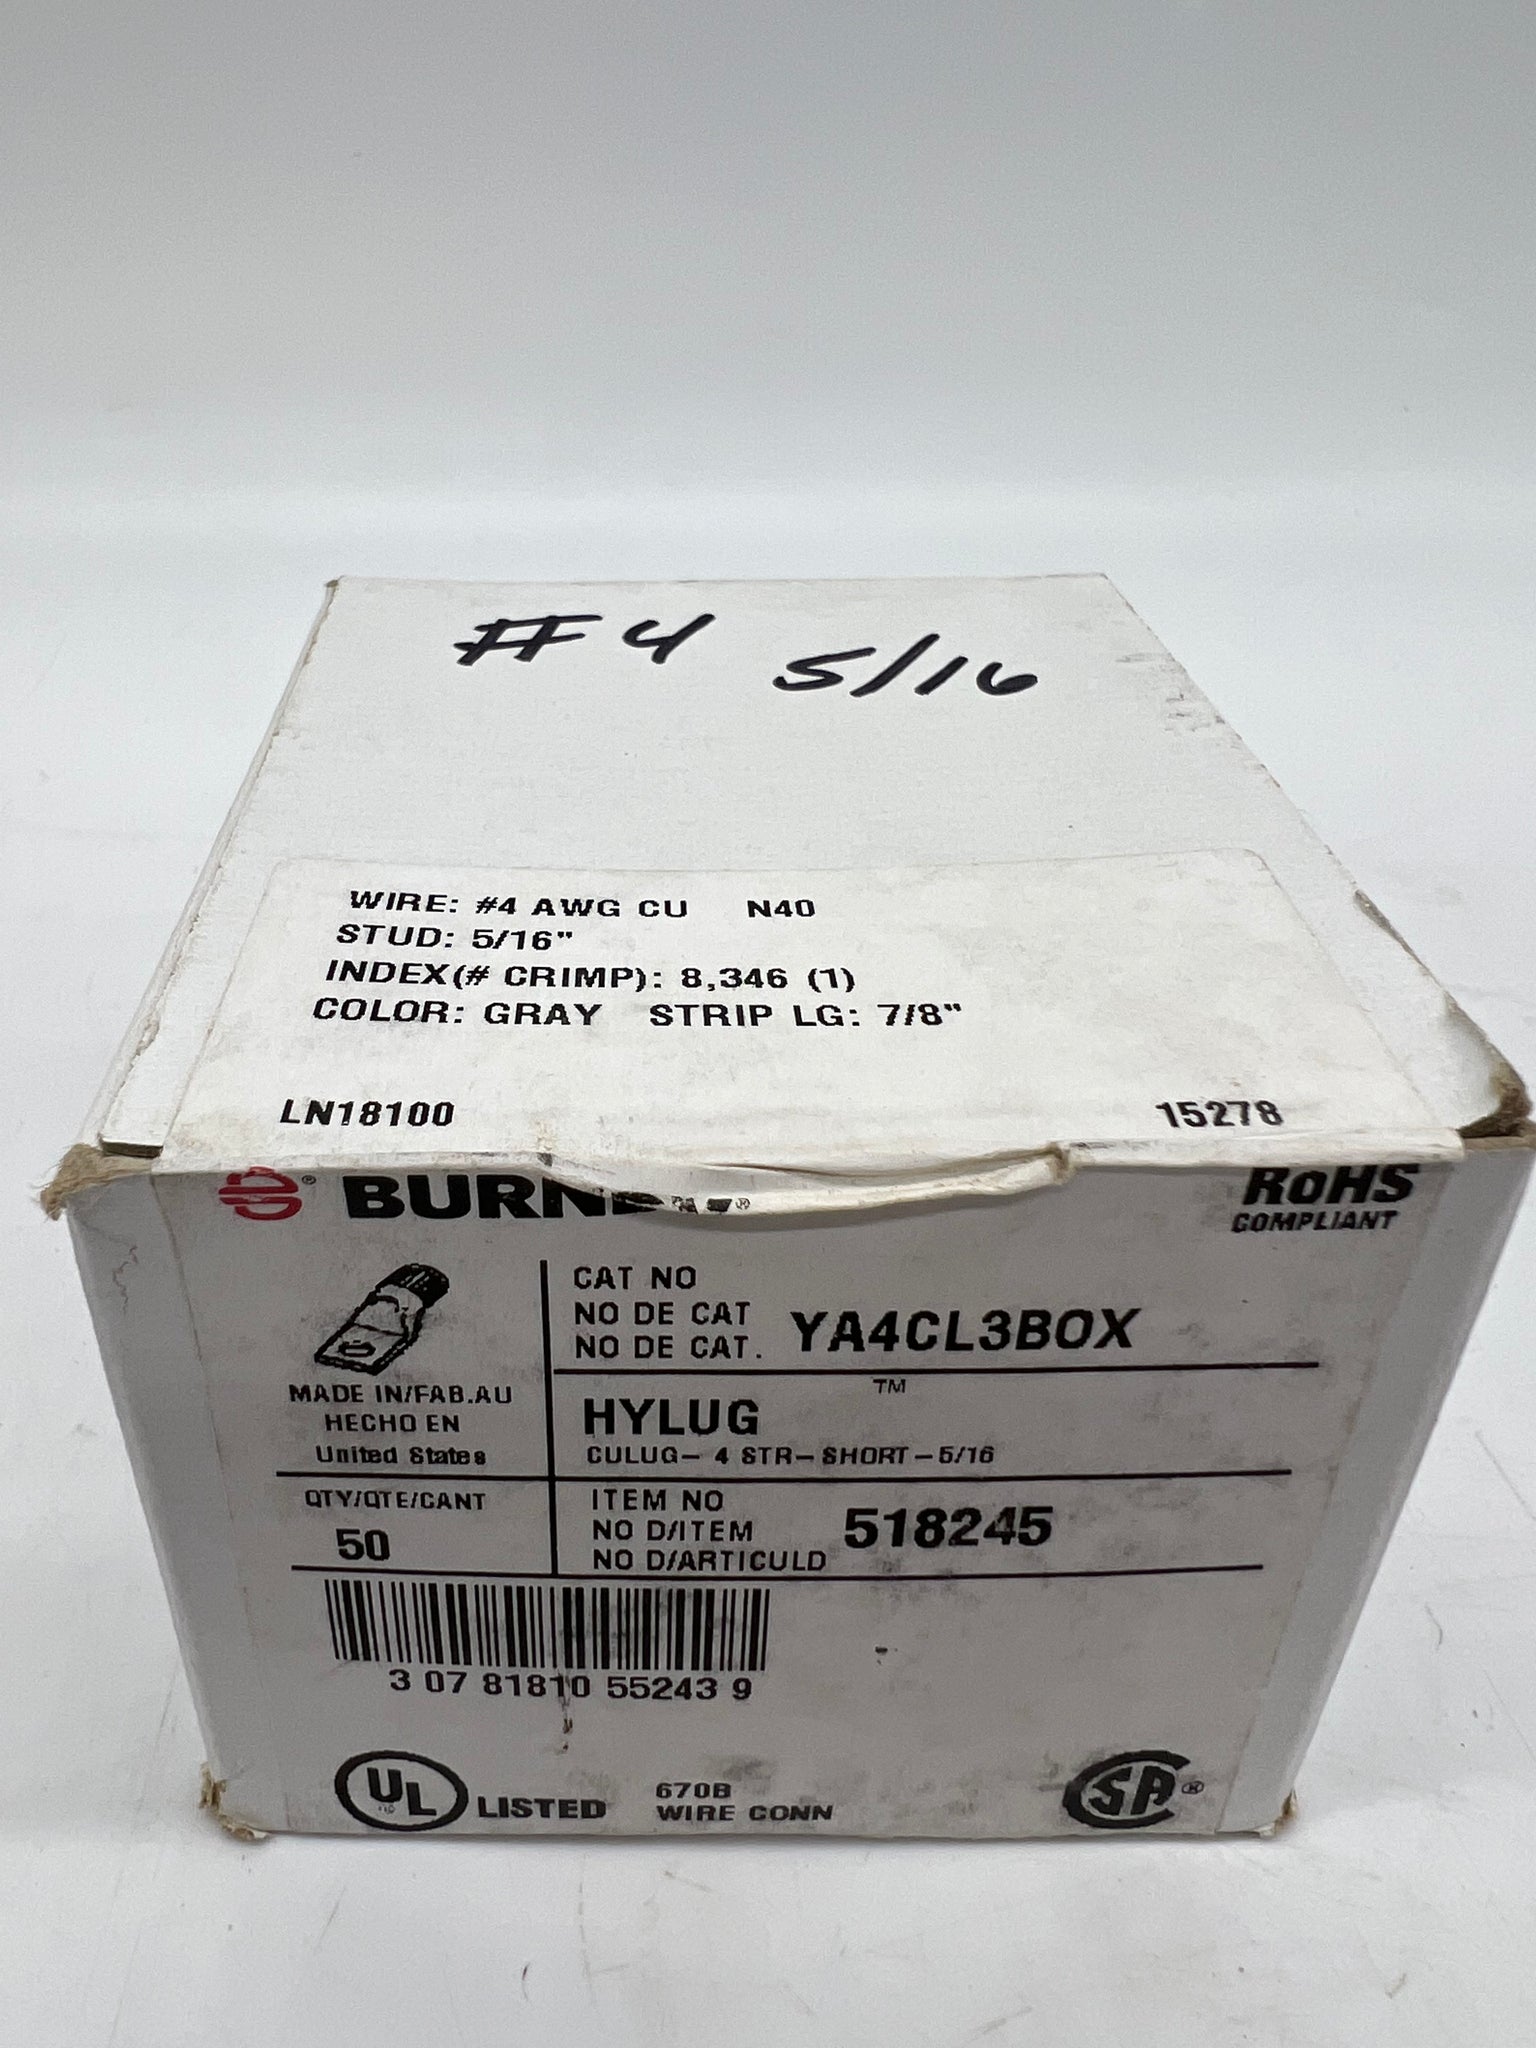 #4 5/16
WIRE: #4 AWG CU N40
STUD: 5/16"
INDEX(# CRIMP): 8,346 (1)
COLOR: GRAY STRIP LG: 7/8"
LN18100 15278
® BURN ®
RoHS
COMPLIANT
CAT NO
NO DE CAT
NO DE CAT. YA4CL3BOX
MADE IN/FAB.AU
HECHO EN
United States
HYLUG ™
CULUG- 4 STR-SHORT-5/16
QTY/QTE/CANT
50
ITEM NO
NO D/ITEM
NO D/ARTICULD
518245
3 07 81810 55243 9
UL LISTED
670B
WIRE CONN
SA ®